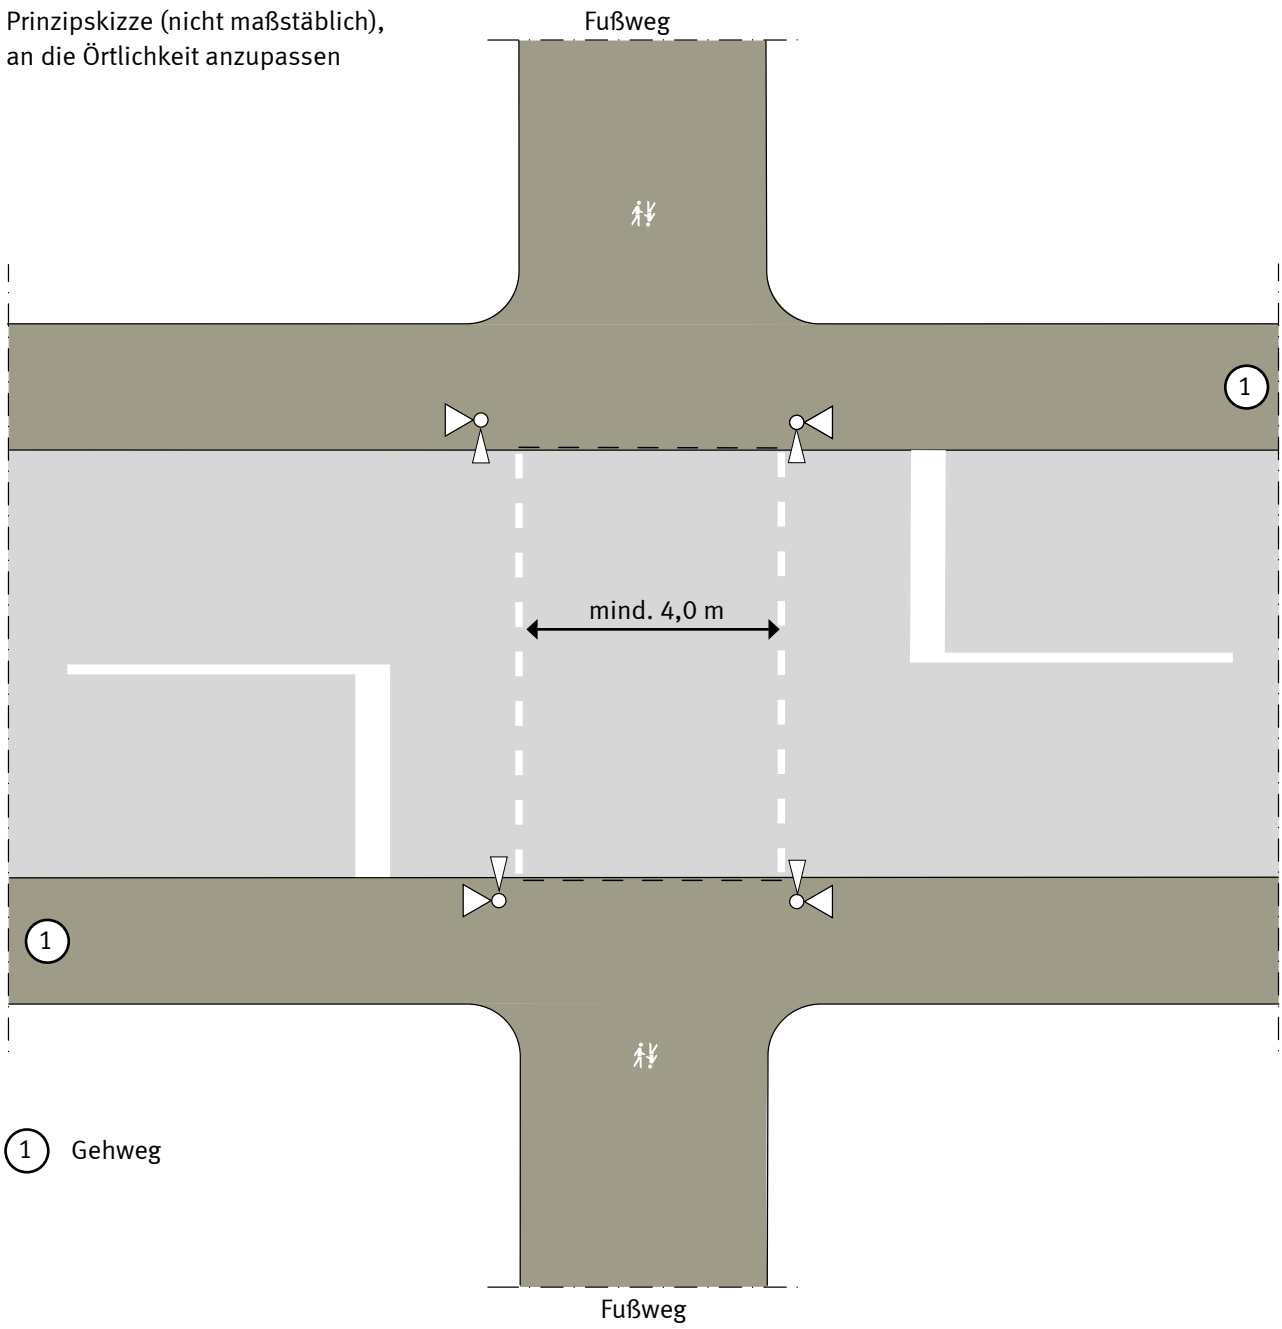 Prinzipskizze (nicht maßstäblich),
an die Örtlichkeit anzupassen
Fußweg
1
mind. 4,0 m
1
1 Gehweg
Fußweg